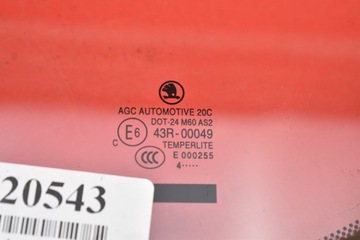 AGC AUTOMOTIVE 20C
DOT-24 M60 AS2
E6 43R-00049
C
TEMPERLITE
CCC E 000255
4····
20543